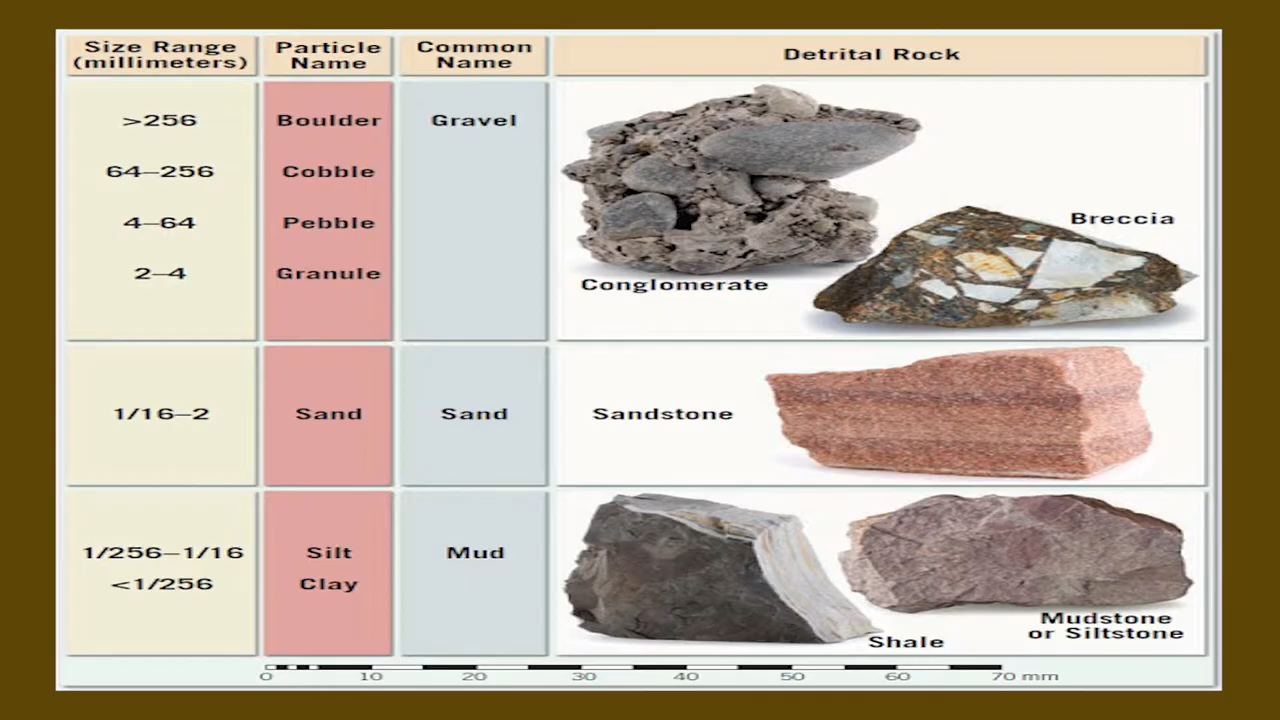 Size Range
(millimeters)
Particle
Name
Common
Name
Detrital Rock
>256
Boulder
Gravel
64–256
Cobble
4–64
Pebble
Breccia
2–4
Granule
Conglomerate
1/16–2
Sand
Sand
Sandstone
1/256–1/16
Silt
Mud
<1/256
Clay
Mudstone
or Siltstone
Shale
0 10 20 30 40 50 60 70 mm